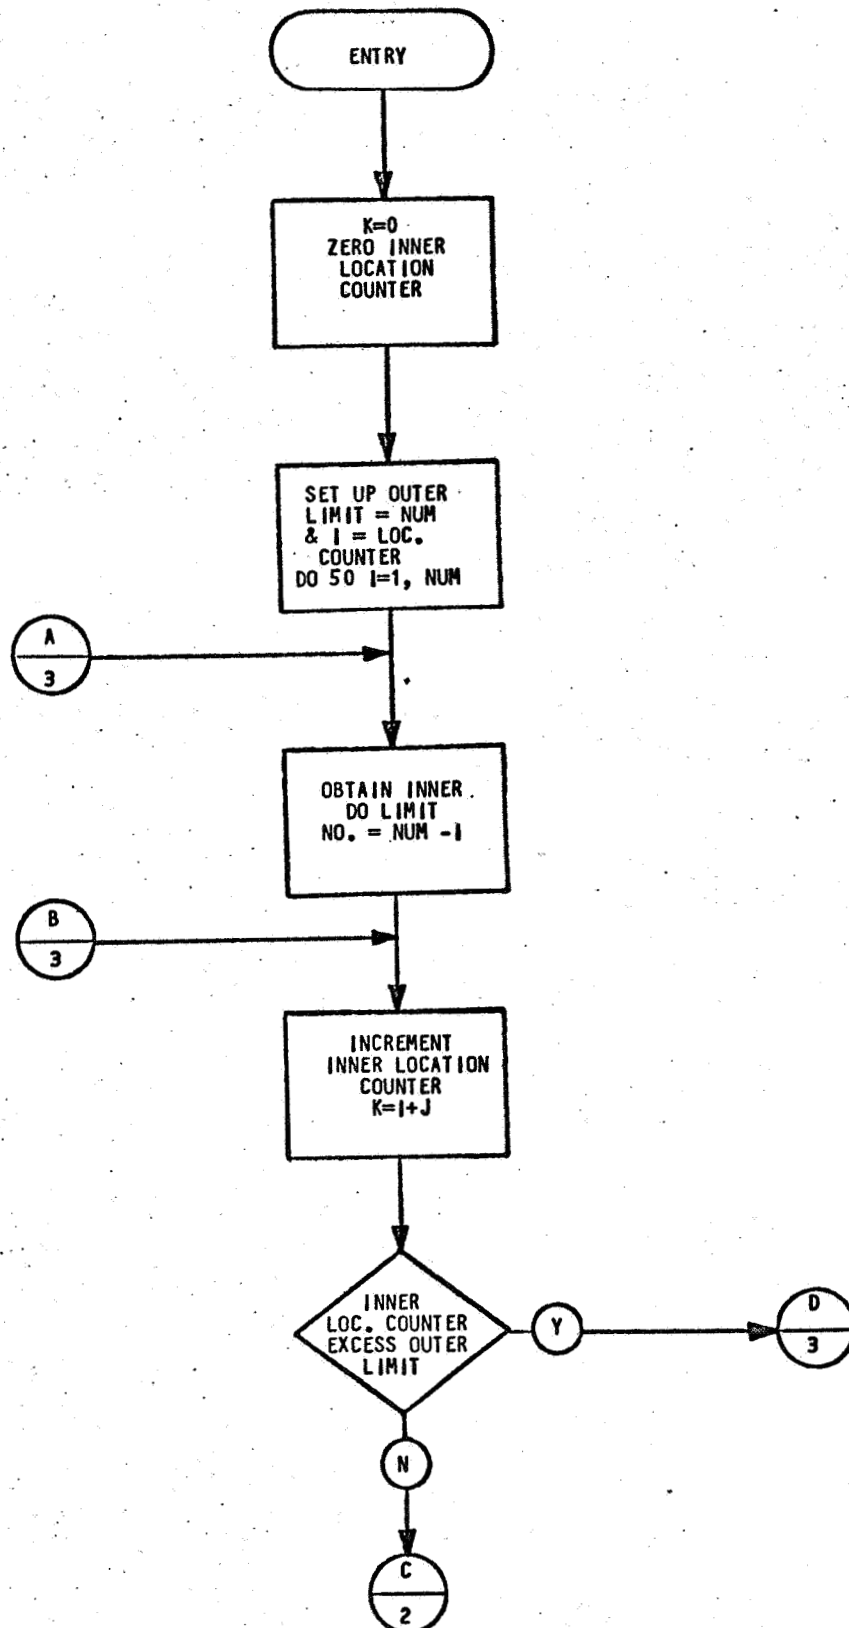 ENTRY
K=0
ZERO INNER
LOCATION
COUNTER
SET UP OUTER
LIMIT = NUM
& I = LOC.
COUNTER
DO 50 I=1, NUM
A
3
OBTAIN INNER
DO LIMIT
NO. = NUM -I
B
3
INCREMENT
INNER LOCATION
COUNTER
K=I+J
INNER
LOC. COUNTER
EXCESS OUTER
LIMIT
Y
D
3
N
C
2